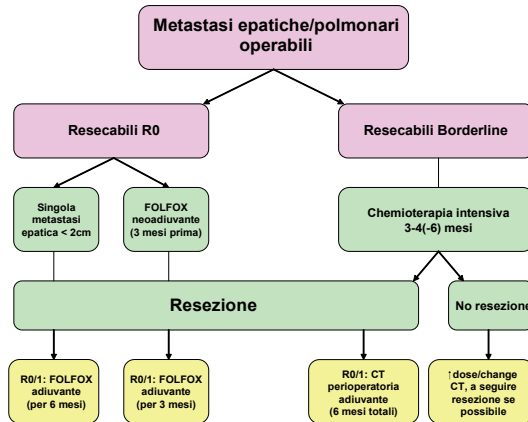 Metastasi epatiche/polmonari
operabili
Resecabili R0
Resecabili Borderline
Singola
metastasi
epatica < 2cm
FOLFOX
neoadiuvante
(3 mesi prima)
Chemioterapia intensiva
3-4(-6) mesi
Resezione
No resezione
R0/1: FOLFOX
adiuvante
(per 6 mesi)
R0/1: FOLFOX
adiuvante
(per 3 mesi)
R0/1: CT
perioperatoria
adiuvante
(6 mesi totali)
↑dose/change
CT, a seguire
resezione se
possibile